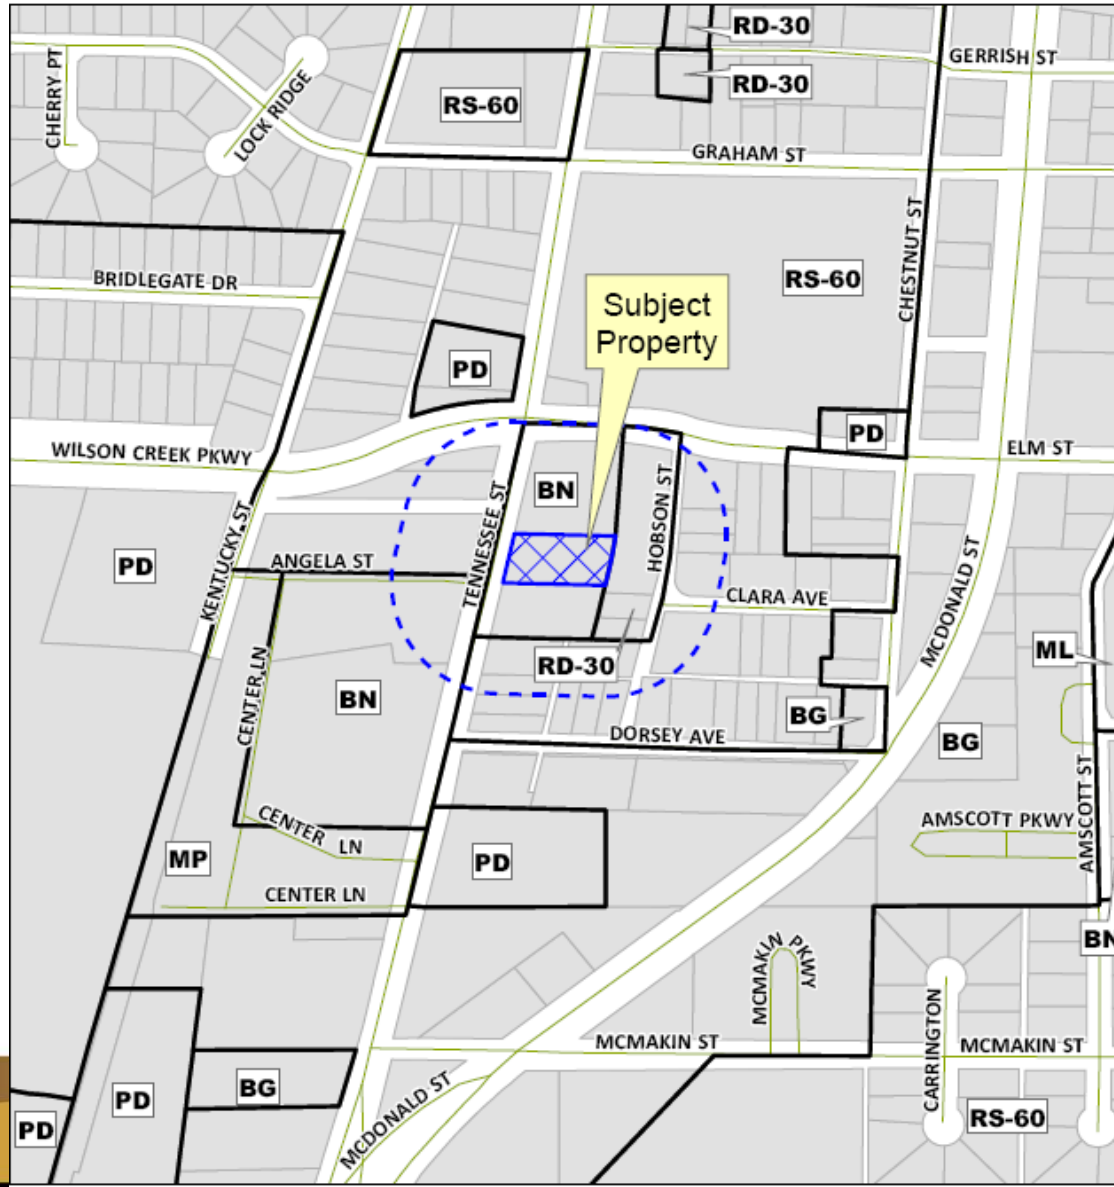 RD-30
GERRISH ST
CHERRY PT
LOCK RIDGE
RS-60
RD-30
GRAHAM ST
CHESTNUT ST
BRIDLEGATE DR
RS-60
Subject
Property
PD
PD
WILSON CREEK PKWY
ELM ST
BN
TENNESSEE ST
HOBSON ST
KENTUCKY ST
PD
ANGELA ST
CLARA AVE
MCDONALD ST
ML
RD-30
CENTER LN
BN
BG
DORSEY AVE
BG
AMSCOTT ST
CENTER LN
AMSCOTT PKWY
MP
PD
CENTER LN
BN
MCMAKIN PKWY
CARRINGTON
MCMAKIN ST
MCMAKIN ST
BG
PD
MCDONALD ST
RS-60
PD